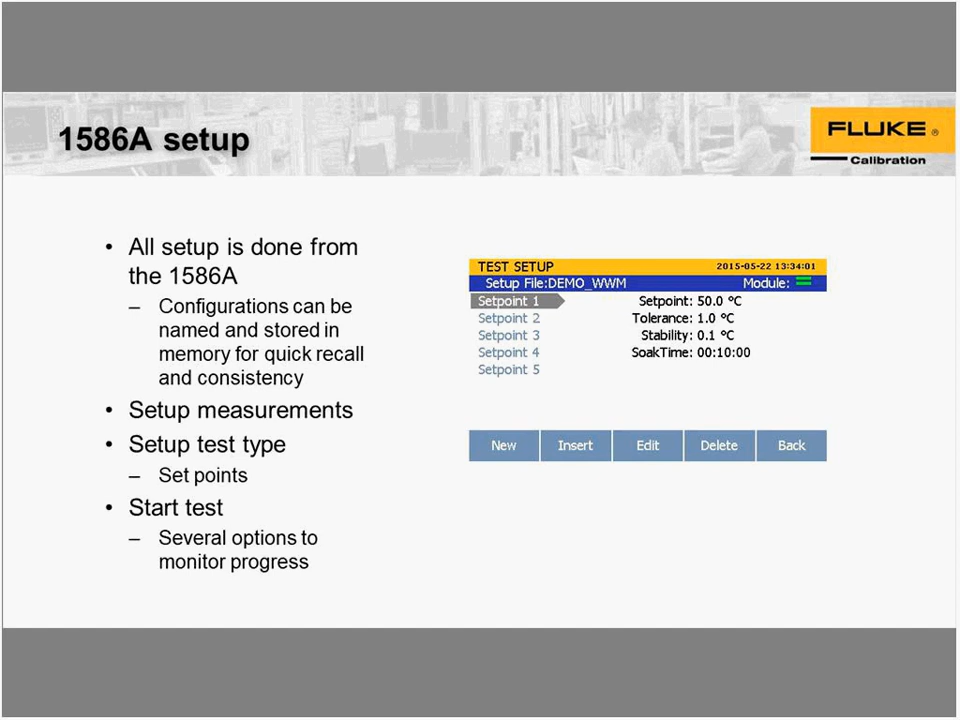 1586A setup
FLUKE ®
Calibration
• All setup is done from
the 1586A
– Configurations can be
named and stored in
memory for quick recall
and consistency
• Setup measurements
• Setup test type
– Set points
• Start test
– Several options to
monitor progress
TEST SETUP 2015-05-22 13:34:01
Setup File:DEMO_WWM Module:
Setpoint 1 Setpoint: 50.0 °C
Setpoint 2 Tolerance: 1.0 °C
Setpoint 3 Stability: 0.1 °C
Setpoint 4 SoakTime: 00:10:00
Setpoint 5
New Insert Edit Delete Back